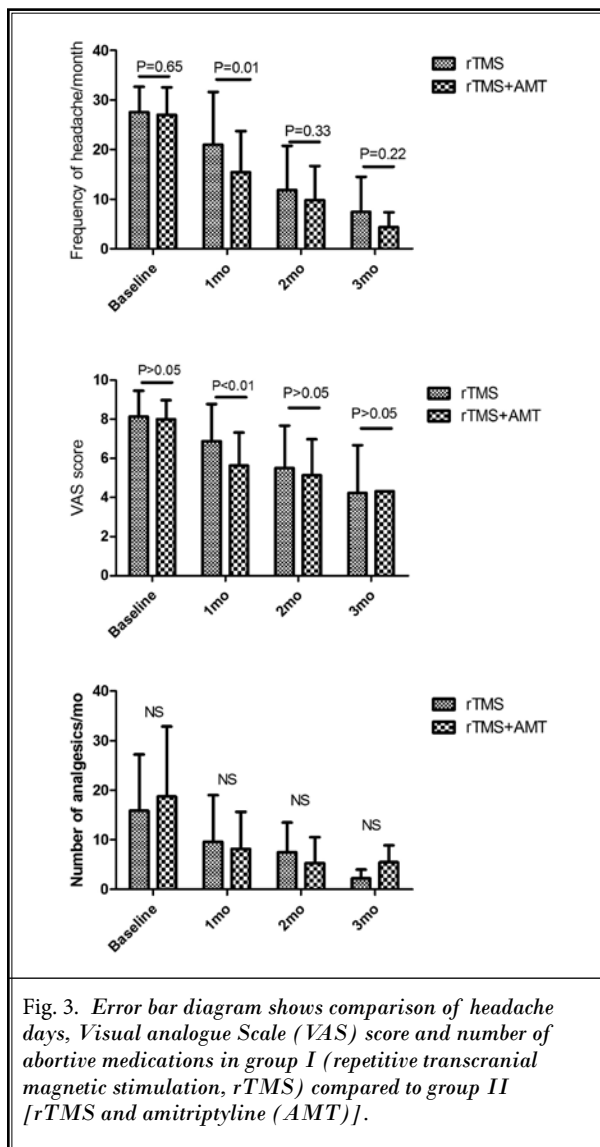 P=0.65 P=0.01 P=0.33 P=0.22
rTMS
rTMS+AMT
Frequency of headache/month
40
30
20
10
0
Baseline 1mo 2mo 3mo
P>0.05 P<0.01 P>0.05 P>0.05
rTMS
rTMS+AMT
VAS score
10
8
6
4
2
0
Baseline 1mo 2mo 3mo
NS NS NS NS
rTMS
rTMS+AMT
Number of analgesics/mo
40
30
20
10
0
Baseline 1mo 2mo 3mo
Fig. 3. Error bar diagram shows comparison of headache
days, Visual analogue Scale (VAS) score and number of
abortive medications in group I (repetitive transcranial
magnetic stimulation, rTMS) compared to group II
[rTMS and amitriptyline (AMT)].